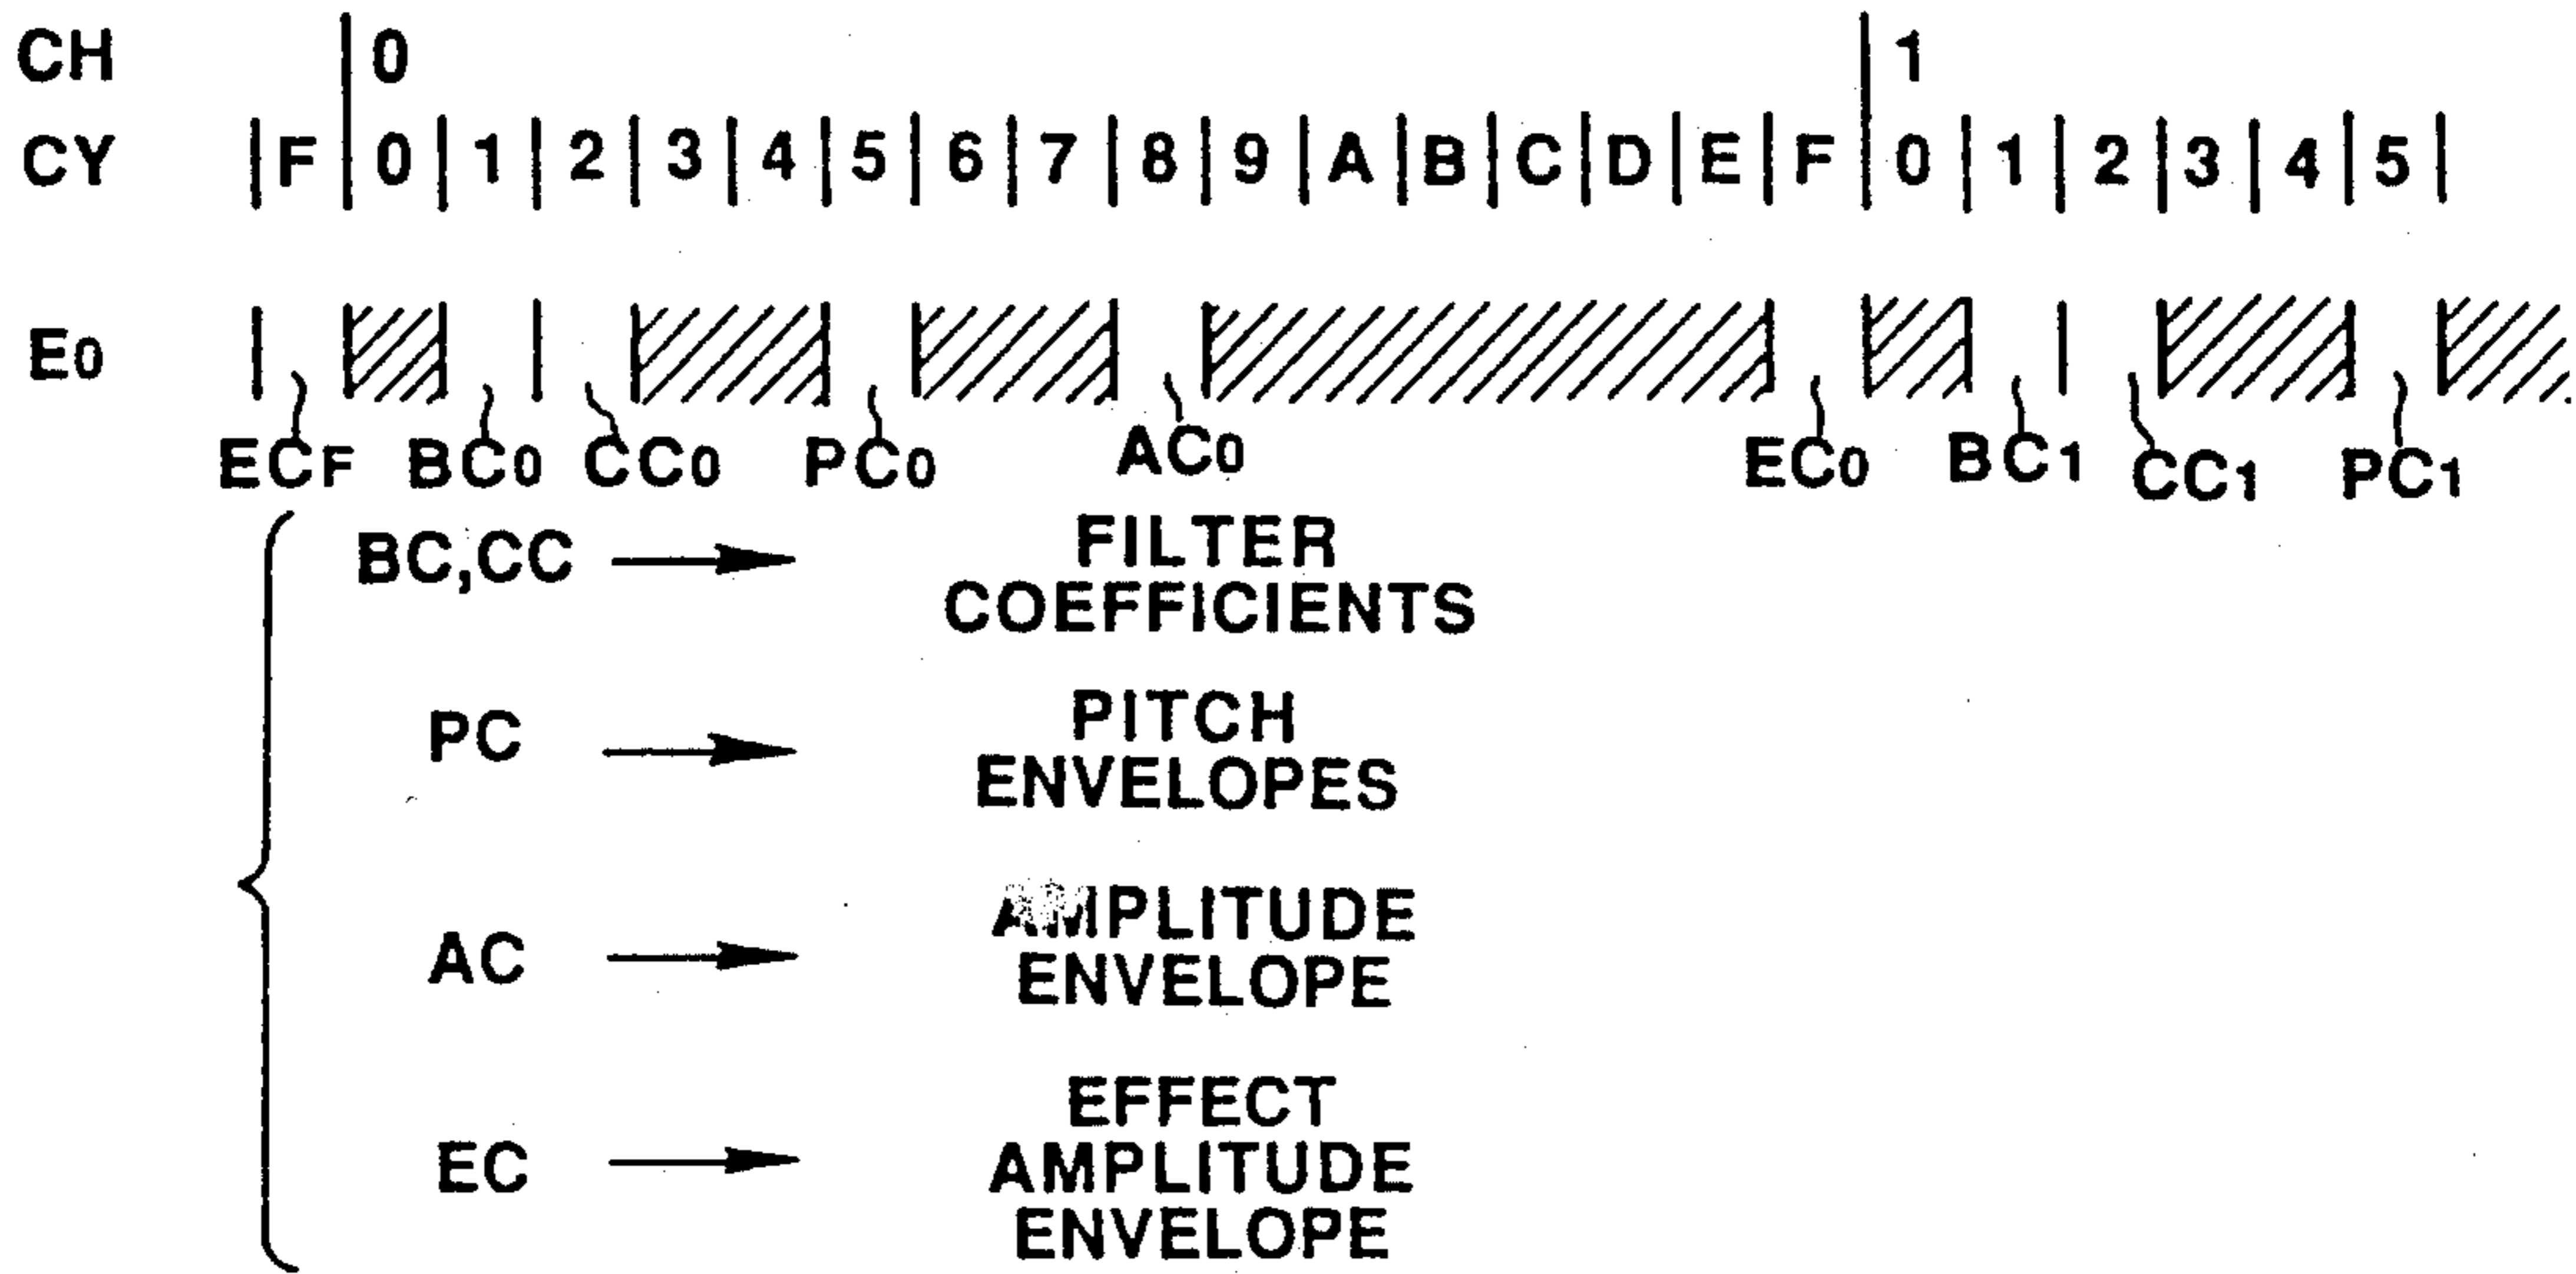 CH 0 1
CY F 0 1 2 3 4 5 6 7 8 9 A B C D E F 0 1 2 3 4 5
E0
ECF BC0 CC0 PC0 AC0 EC0 BC1 CC1 PC1
BC,CC FILTER
COEFFICIENTS
PC PITCH
ENVELOPES
AC AMPLITUDE
ENVELOPE
EC EFFECT
AMPLITUDE
ENVELOPE